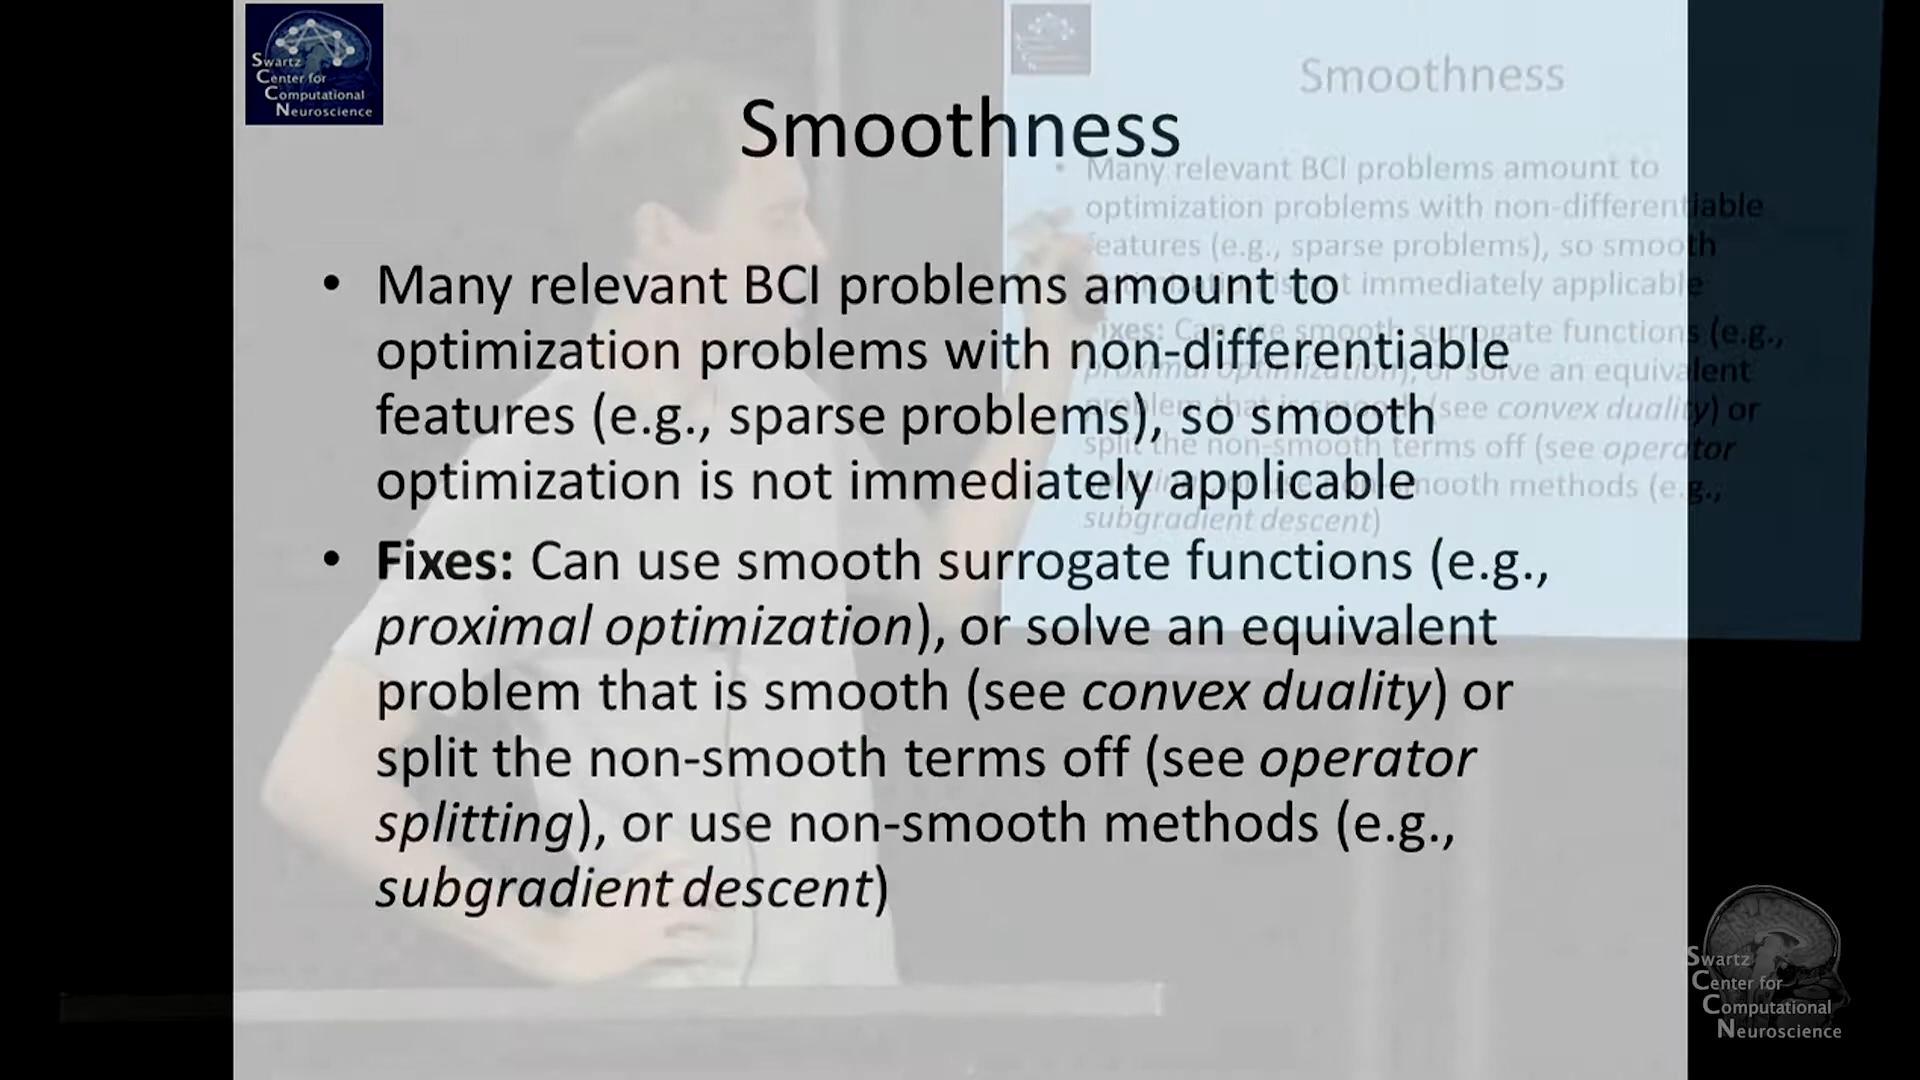 Swartz
Center for
Computational
Neuroscience
Smoothness
• Many relevant BCI problems amount to
optimization problems with non-differentiable
features (e.g., sparse problems), so smooth
optimization is not immediately applicable
• Fixes: Can use smooth surrogate functions (e.g.,
proximal optimization), or solve an equivalent
problem that is smooth (see convex duality) or
split the non-smooth terms off (see operator
splitting), or use non-smooth methods (e.g.,
subgradient descent)
Smoothness
• Many relevant BCI problems amount to
optimization problems with non-differentiable
features (e.g., sparse problems), so smooth
is not immediately applicable
Fixes: Can use smooth surrogate functions (e.g.,
proximal optimization), or solve an equivalent
problem that is smooth (see convex duality) or
split the non-smooth terms off (see operator
or use non-smooth methods (e.g.,
subgradient descent)
Swartz
Center for
Computational
Neuroscience